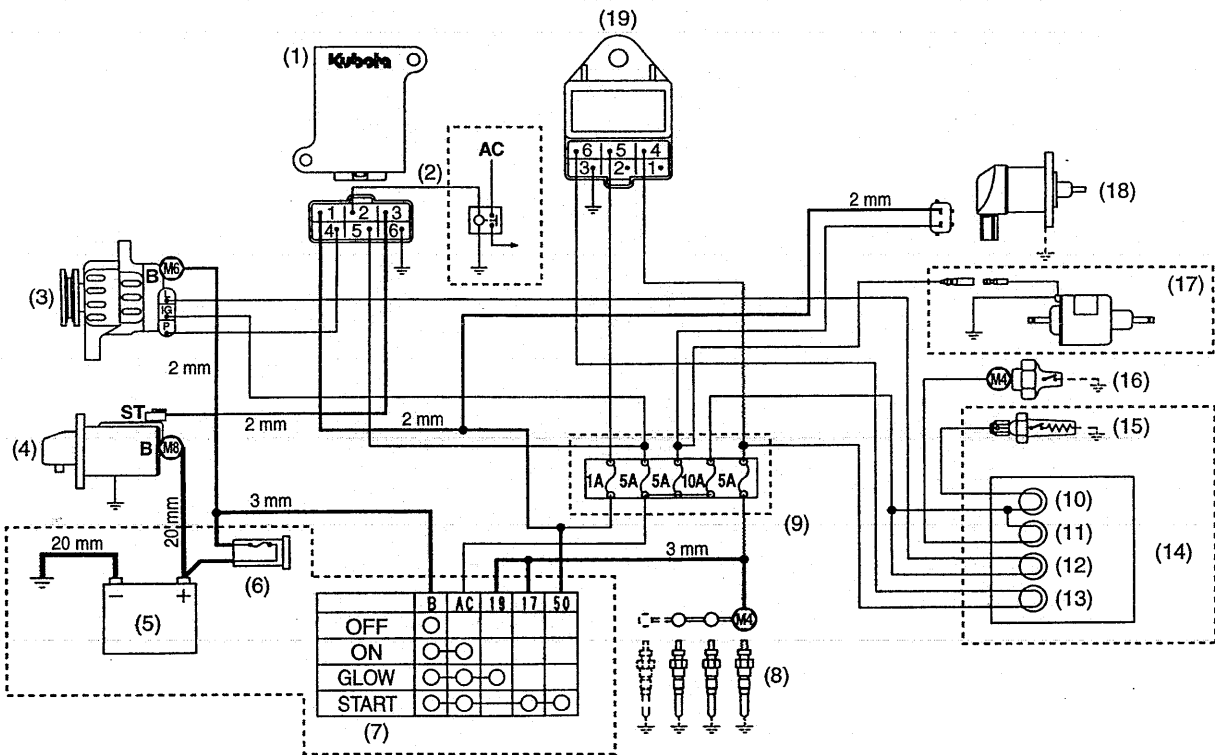 (19)
(1)
Kubota
(2)
AC
6 5 4
3 2 1
2 mm
(18)
1 2 3
4 5 6
(17)
B
M6
(3)
L
IG
P
2 mm
M4
(16)
ST
2 mm
2 mm
(4)
B
M8
(15)
1A 5A 5A 10A 5A
(10)
(9)
(11)
(14)
20 mm
3 mm
3 mm
(12)
20 mm
(6)
(13)
− +
(5)
B AC 19 17 50
OFF
ON
GLOW
START
(7)
M4
(8)